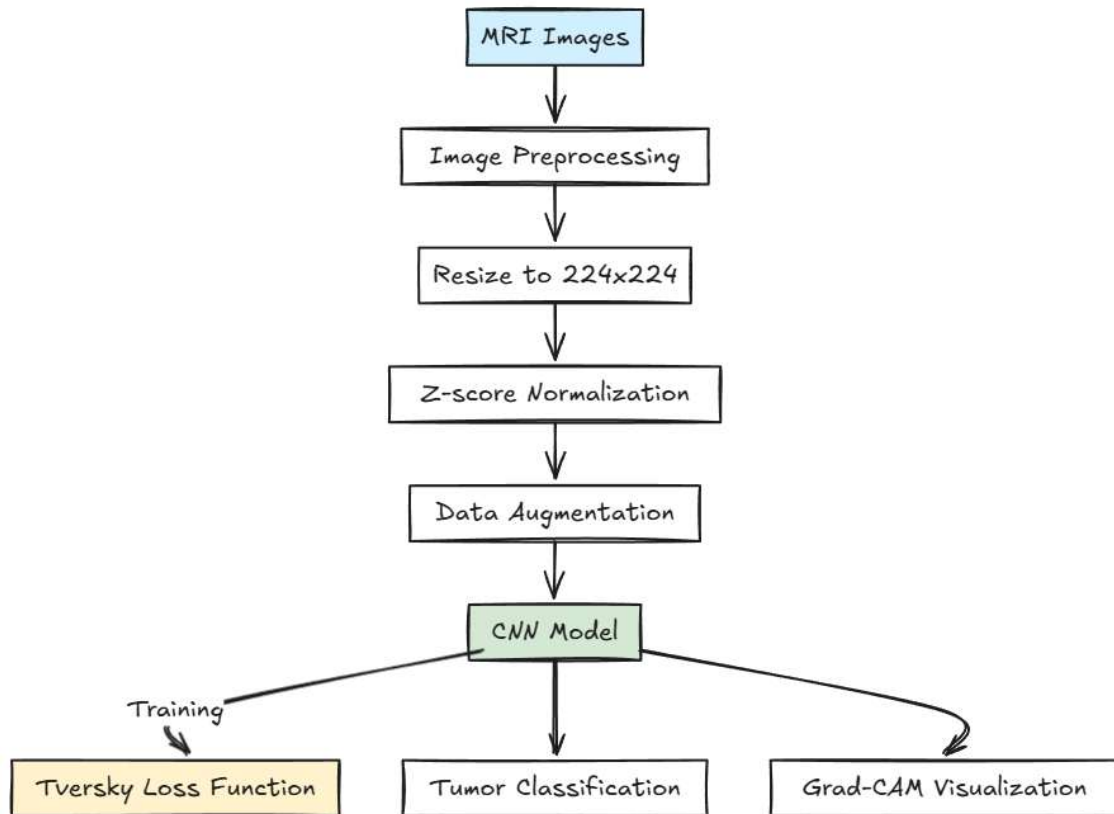 MRI Images
Image Preprocessing
Resize to 224x224
Z-score Normalization
Data Augmentation
CNN Model
Training
Tversky Loss Function
Tumor Classification
Grad-CAM Visualization